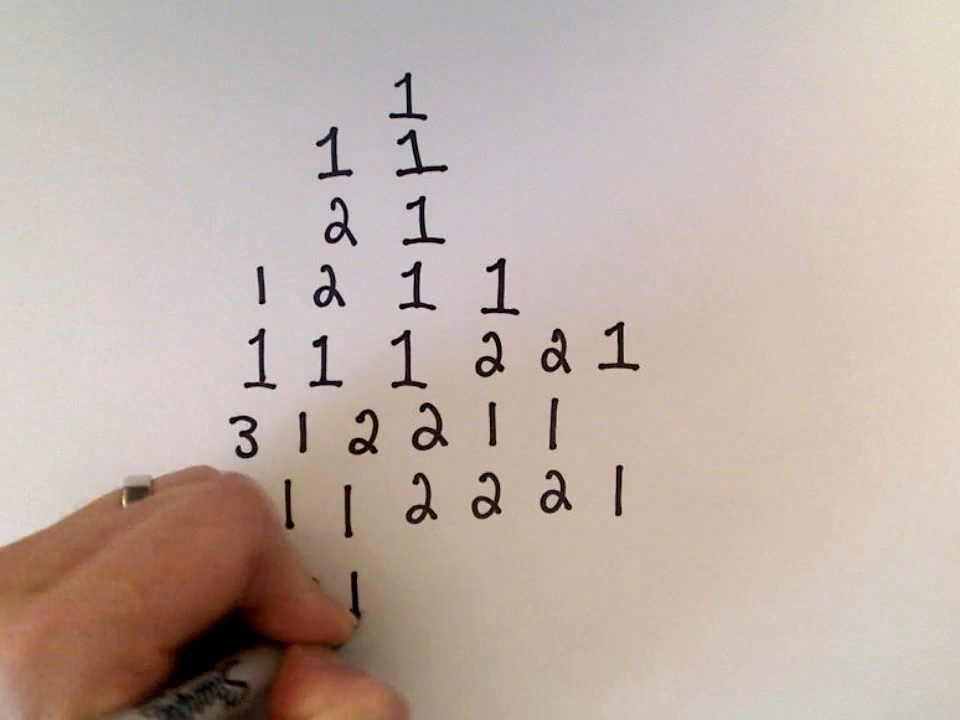 1
1 1
2 1
1 2 1 1
1 1 1 2 2 1
3 1 2 2 1 1
1 1 2 2 2 1
1